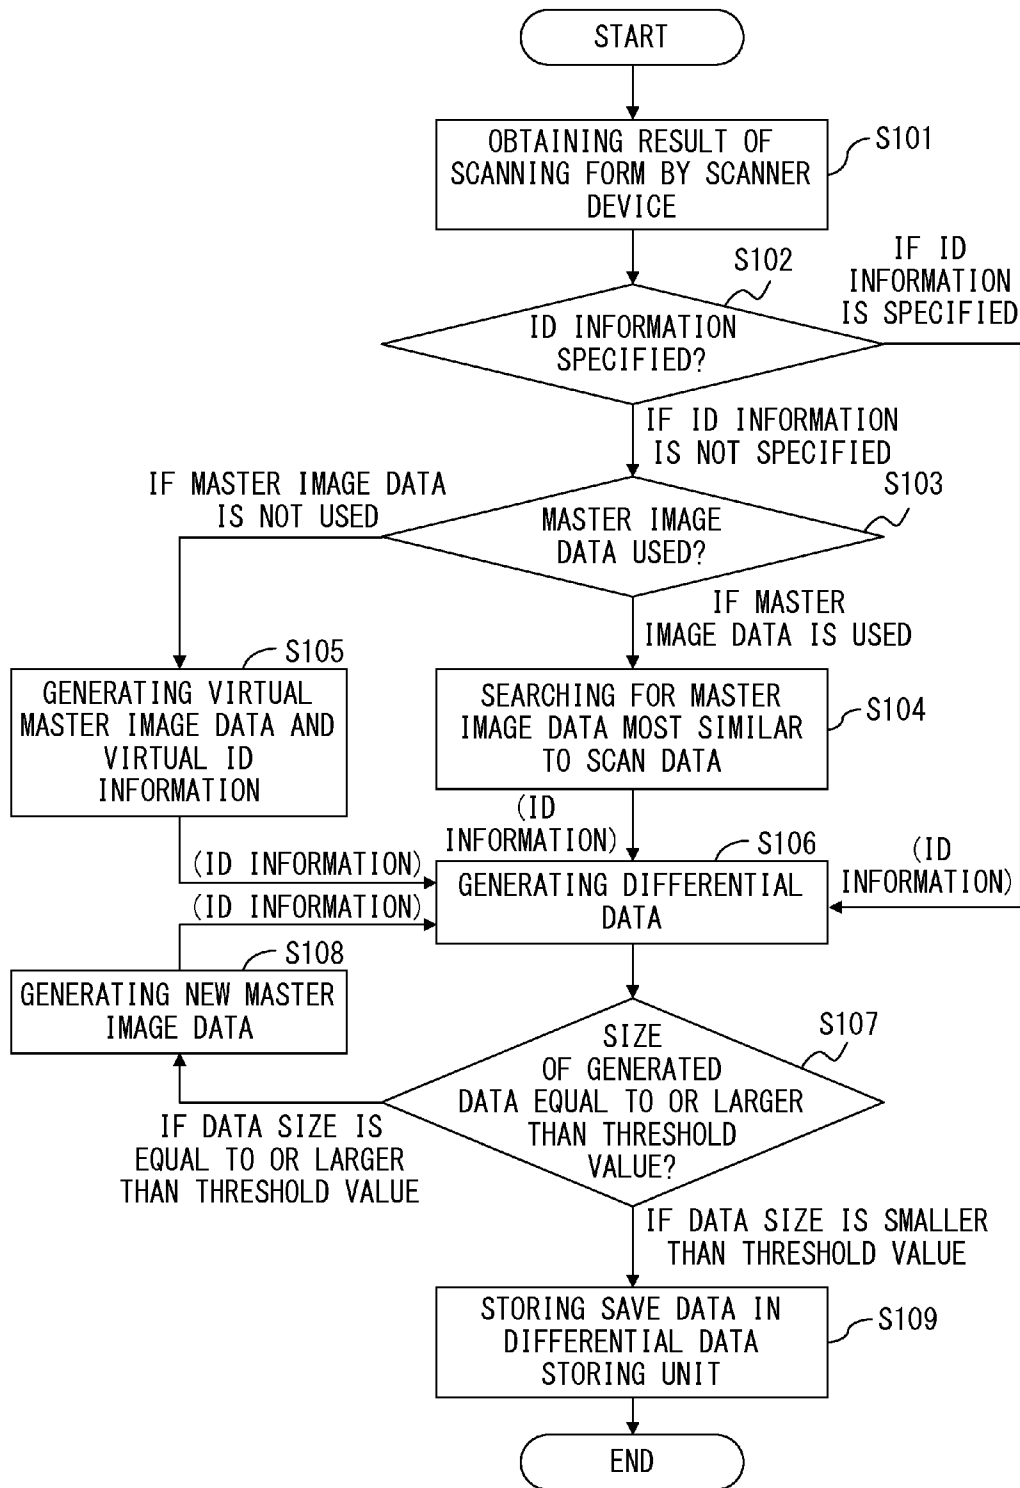 START
OBTAINING RESULT OF
SCANNING FORM BY SCANNER
DEVICE
S101
S102
IF ID
INFORMATION
IS SPECIFIED
ID INFORMATION
SPECIFIED?
IF ID INFORMATION
IS NOT SPECIFIED
IF MASTER IMAGE DATA
IS NOT USED
S103
MASTER IMAGE
DATA USED?
IF MASTER
IMAGE DATA IS USED
S105
GENERATING VIRTUAL
MASTER IMAGE DATA AND
VIRTUAL ID
INFORMATION
SEARCHING FOR MASTER
IMAGE DATA MOST SIMILAR
TO SCAN DATA
S104
(ID
INFORMATION)
S106
(ID
INFORMATION)
(ID INFORMATION)
(ID INFORMATION)
GENERATING DIFFERENTIAL
DATA
S108
GENERATING NEW MASTER
IMAGE DATA
S107
SIZE
OF GENERATED
DATA EQUAL TO OR LARGER
THAN THRESHOLD
VALUE?
IF DATA SIZE IS
EQUAL TO OR LARGER
THAN THRESHOLD VALUE
IF DATA SIZE IS SMALLER
THAN THRESHOLD VALUE
STORING SAVE DATA IN
DIFFERENTIAL DATA
STORING UNIT
S109
END